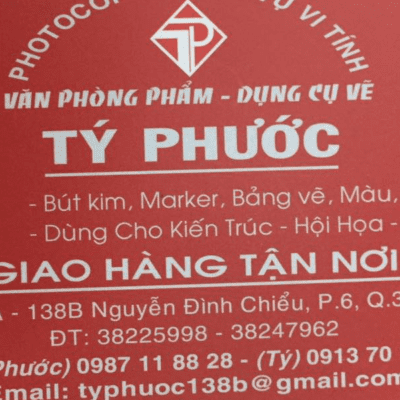 PHOTOCOP VI TÍNH
TP
VĂN PHÒNG PHẨM - DỤNG CỤ VẼ
TÝ PHƯỚC
- Bút kim, Marker, Bảng vẽ, Màu,
- Dùng Cho Kiến Trúc - Hội Họa -
GIAO HÀNG TẬN NƠI
- 138B Nguyễn Đình Chiểu, P.6, Q.3
ĐT: 38225998 - 38247962
Phước) 0987 11 88 28 - (Tý) 0913 70
Email: typhuoc138b@gmail.com